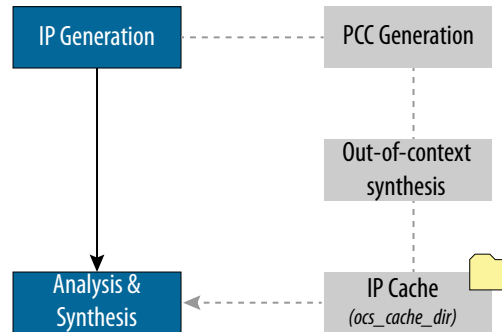 IP Generation
PCC Generation
Out-of-context
synthesis
Analysis &
Synthesis
IP Cache
(ocs_cache_dir)